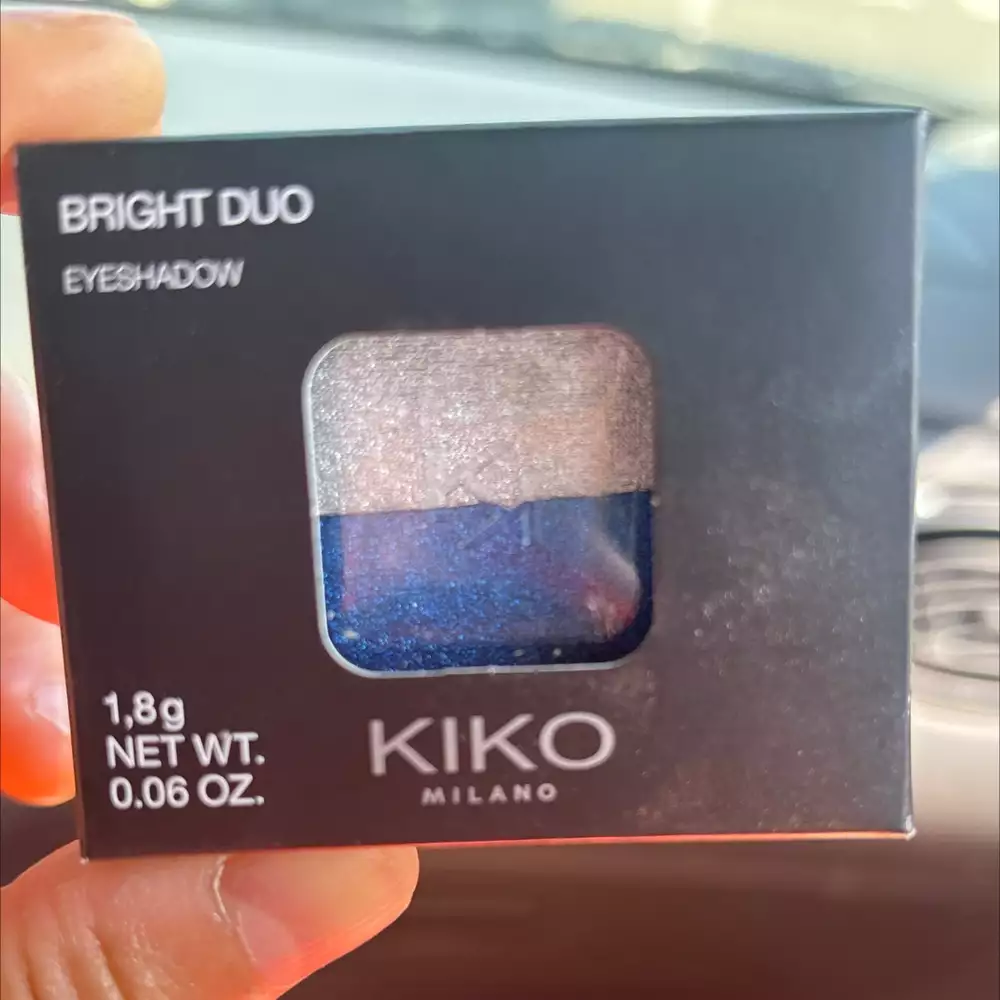 BRIGHT DUO
EYESHADOW
1,8g
NET WT.
0.06 OZ.
KIKO
MILANO